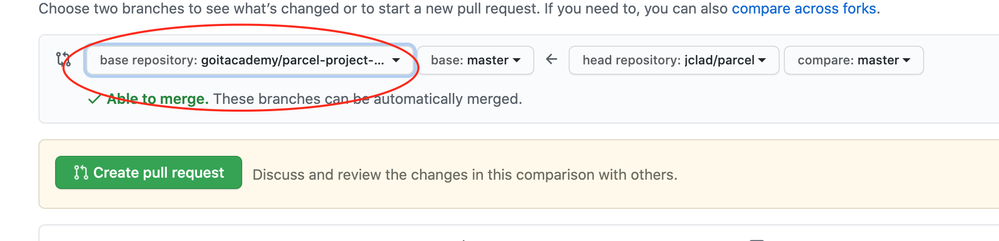 Choose two branches to see what’s changed or to start a new pull request. If you need to, you can also compare across forks.
base repository: goitacademy/parcel-project-... base: master ← head repository: jclad/parcel compare: master
✓ Able to merge. These branches can be automatically merged.
Create pull request Discuss and review the changes in this comparison with others.